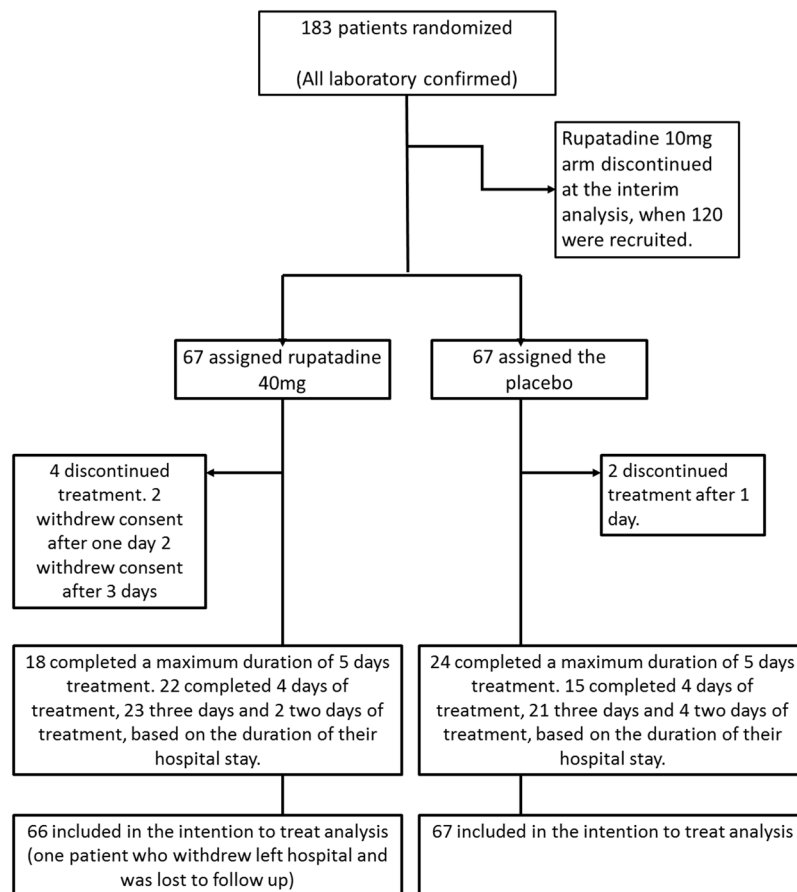 183 patients randomized
(All laboratory confirmed)
Rupatadine 10mg
arm discontinued
at the interim
analysis, when 120
were recruited.
67 assigned rupatadine
40mg
67 assigned the
placebo
4 discontinued
treatment. 2
withdrew consent
after one day 2
withdrew consent
after 3 days
2 discontinued
treatment after 1
day.
18 completed a maximum duration of 5 days
treatment. 22 completed 4 days of
treatment, 23 three days and 2 two days of
treatment, based on the duration of their
hospital stay.
24 completed a maximum duration of 5 days
treatment. 15 completed 4 days of
treatment, 21 three days and 4 two days of
treatment, based on the duration of their
hospital stay.
66 included in the intention to treat analysis
(one patient who withdrew left hospital and
was lost to follow up)
67 included in the intention to treat analysis